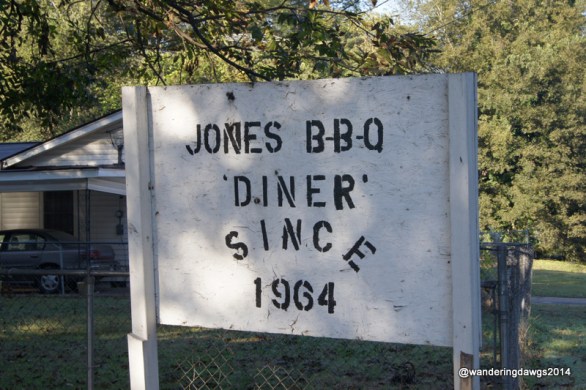 JONES B-B-Q
'DINER'
SINCE
1964
@wanderingdawgs2014